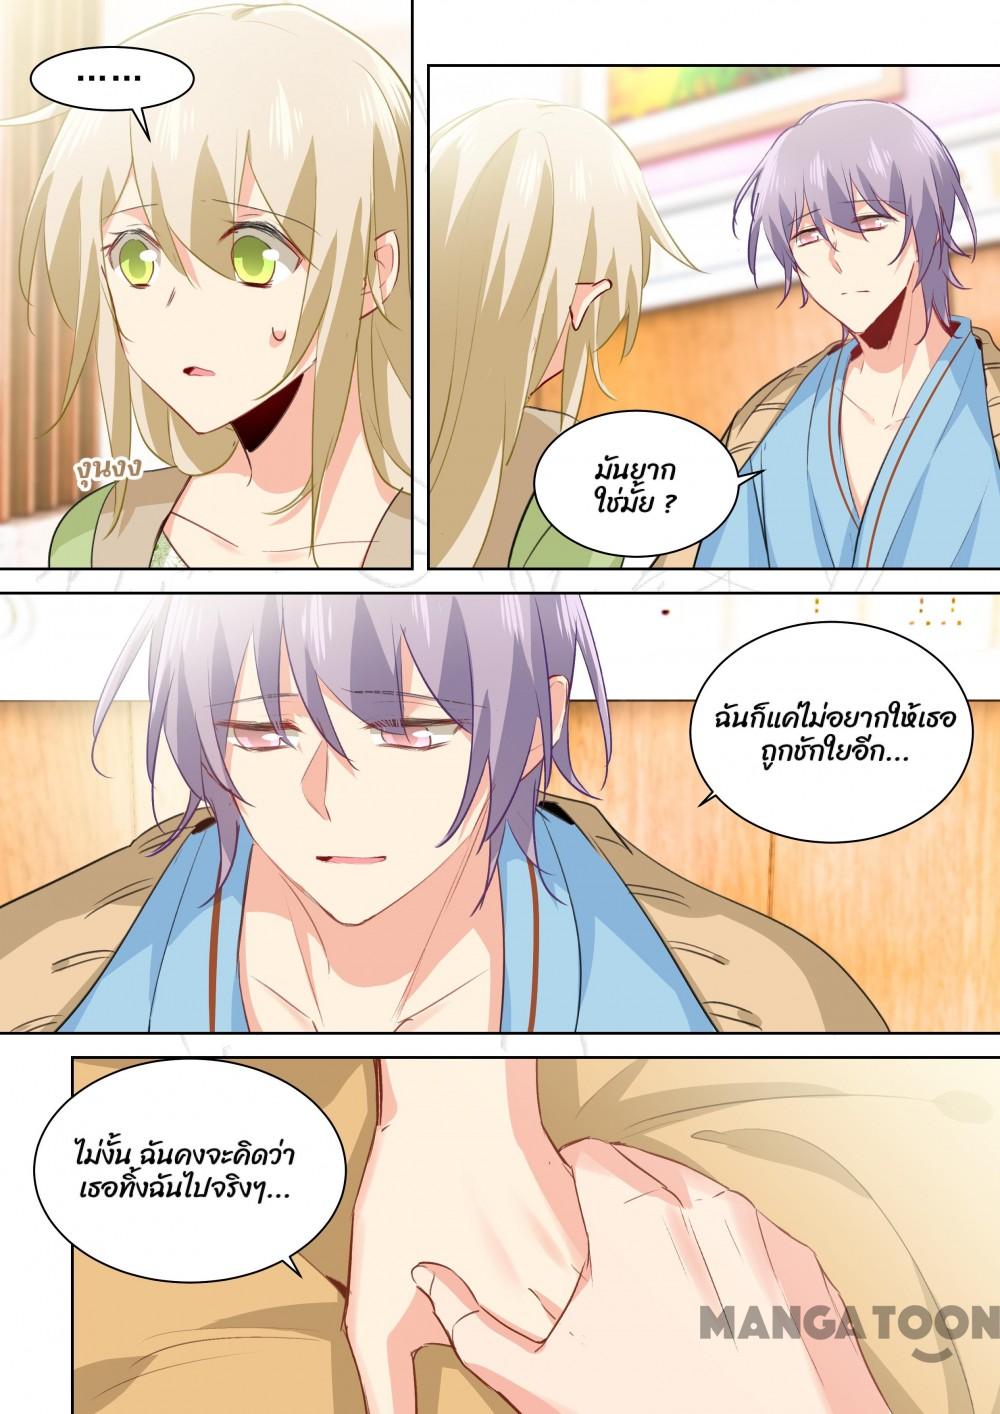 ......
งุนงง
มันยาก
ใช่มั้ย ?
ฉันก็แค่ไม่อยากให้เธอ
ถูกชักใยอีก...
ไม่งั้น ฉันคงจะคิดว่า
เธอทิ้งฉันไปจริงๆ...
MANGATOON